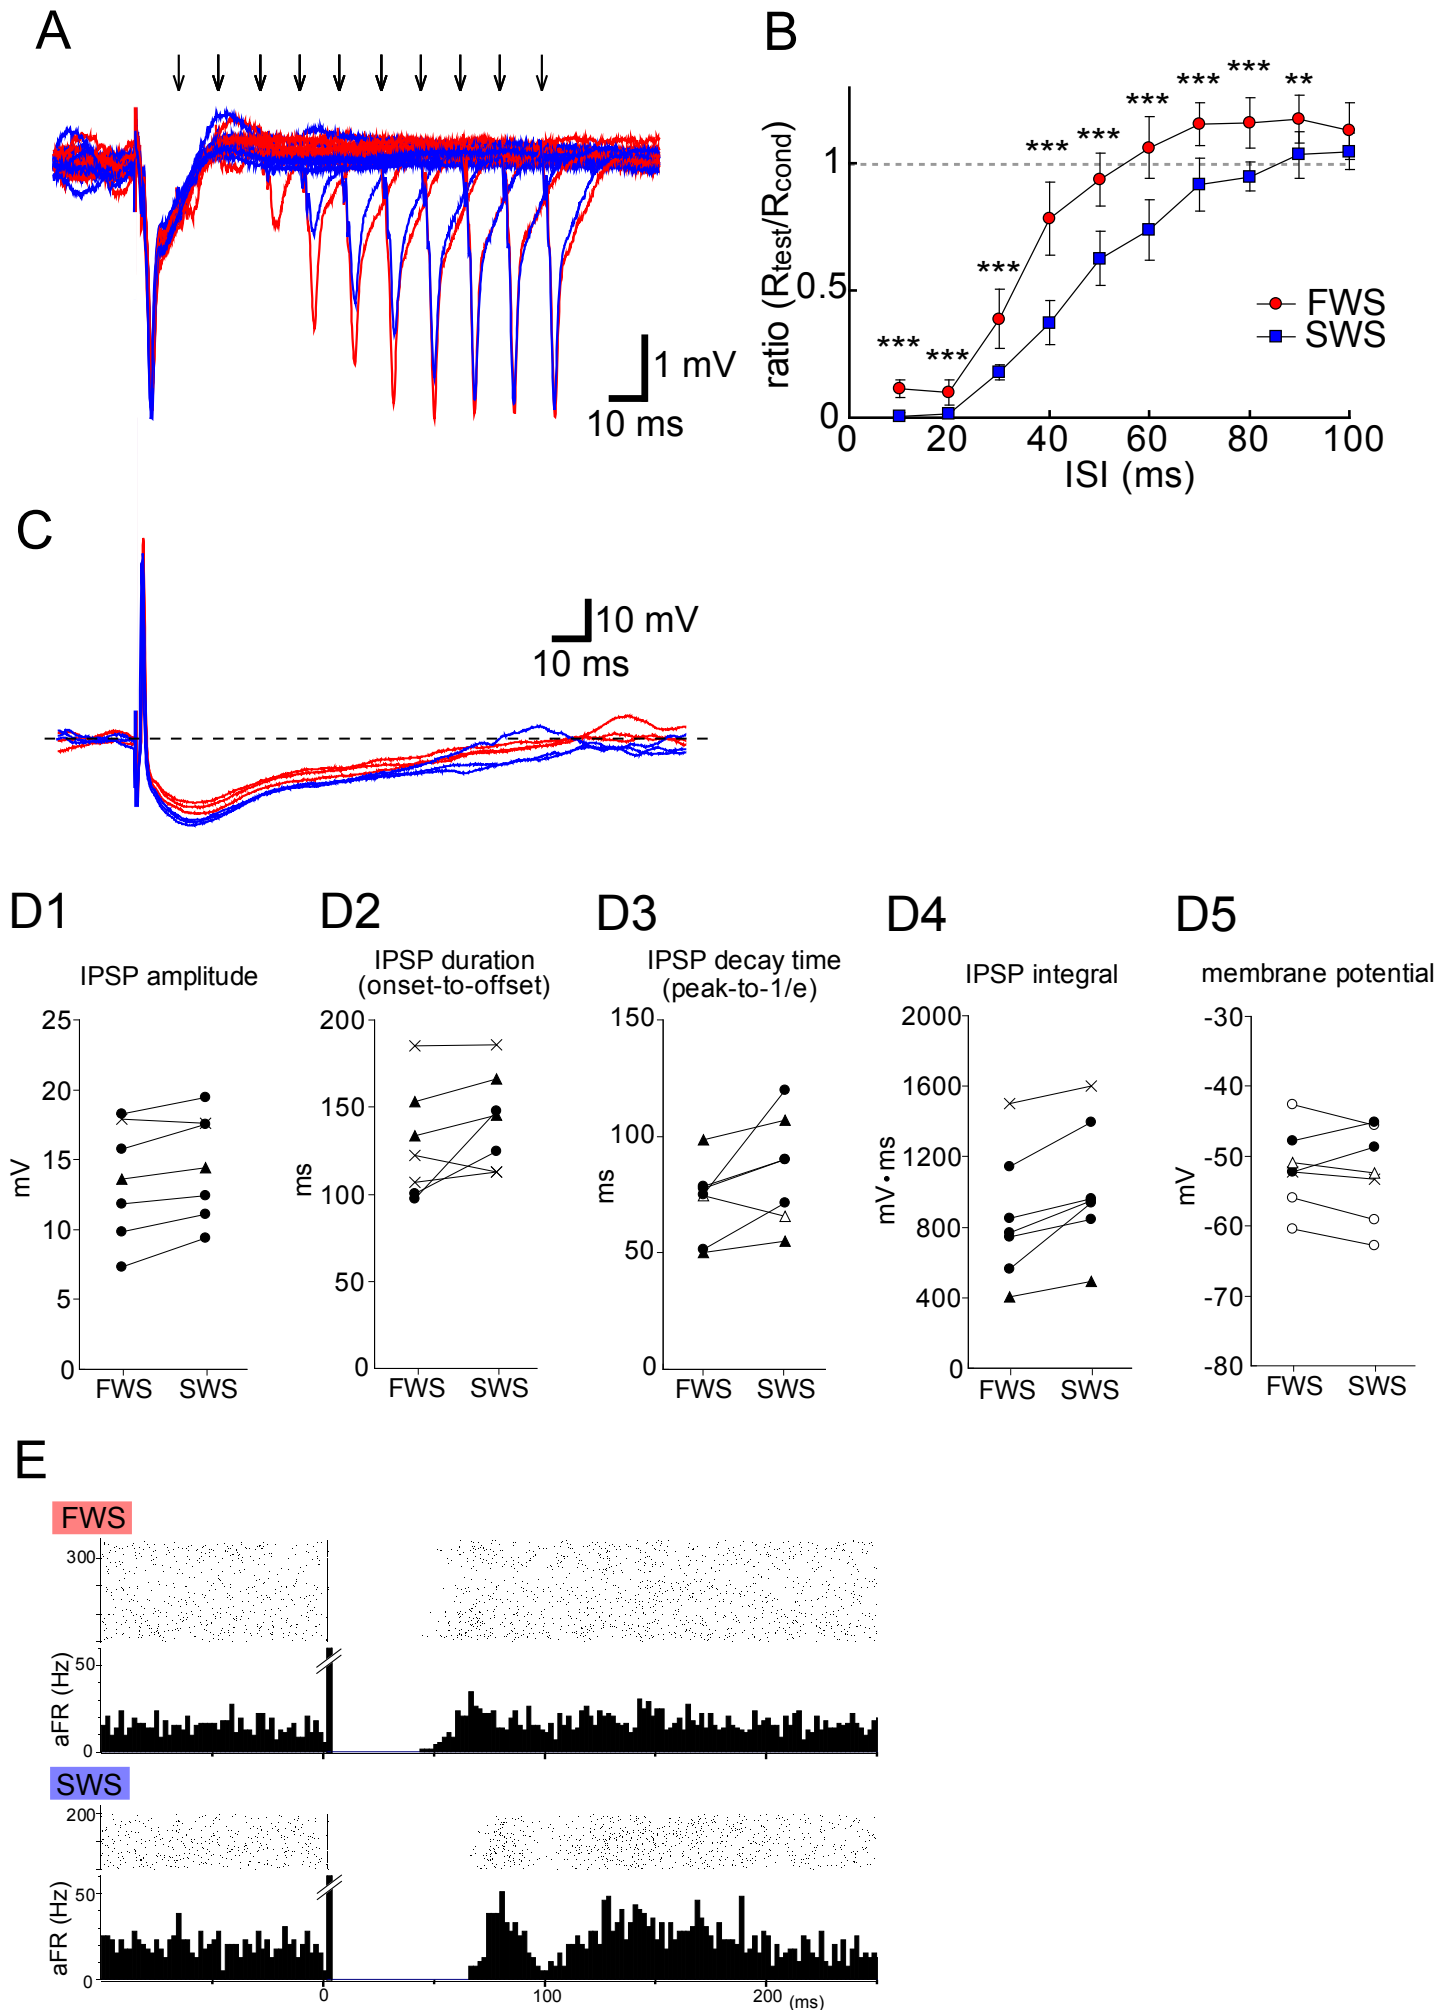 A
B
1 mV
10 ms
ratio (Rtest/Rcond)
1
0.5
0
*** *** *** *** *** *** *** *** **
FWS
SWS
0 20 40 60 80 100
ISI (ms)
C
10 mV
10 ms
D1
IPSP amplitude
mV
25
20
15
10
5
0
FWS SWS
D2
IPSP duration
(onset-to-offset)
ms
200
150
100
50
0
FWS SWS
D3
IPSP decay time
(peak-to-1/e)
ms
150
100
50
0
FWS SWS
D4
IPSP integral
mV•ms
2000
1600
1200
800
400
0
FWS SWS
D5
membrane potential
mV
-30
-40
-50
-60
-70
-80
FWS SWS
E
FWS
300
aFR (Hz)
50
0
SWS
200
aFR (Hz)
50
0
0 100 200 (ms)